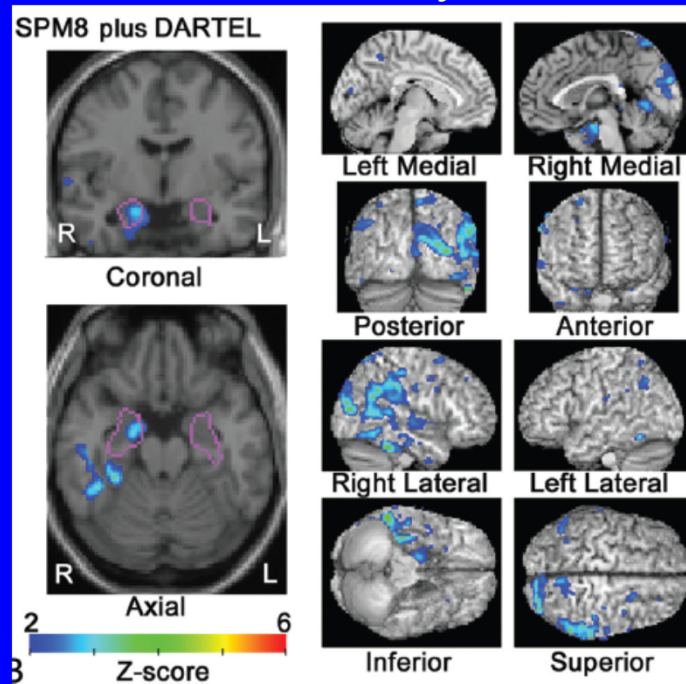 SPM8 plus DARTEL
R L
Coronal
R L
Axial
2 6
Z-score
Left Medial Right Medial
Posterior Anterior
Right Lateral Left Lateral
Inferior Superior